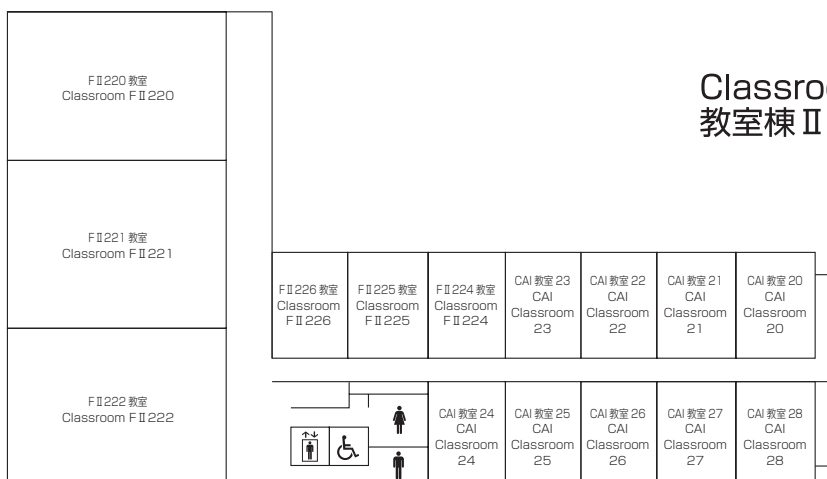 FⅡ220 教室
Classroom FⅡ220
Classroo
教室棟Ⅱ
FⅡ221 教室
Classroom FⅡ221
FⅡ226 教室
Classroom
FⅡ226
FⅡ225 教室
Classroom
FⅡ225
FⅡ224 教室
Classroom
FⅡ224
CAI 教室 23
CAI
Classroom
23
CAI 教室 22
CAI
Classroom
22
CAI 教室 21
CAI
Classroom
21
CAI 教室 20
CAI
Classroom
20
FⅡ222 教室
Classroom FⅡ222
CAI 教室 24
CAI
Classroom
24
CAI 教室 25
CAI
Classroom
25
CAI 教室 26
CAI
Classroom
26
CAI 教室 27
CAI
Classroom
27
CAI 教室 28
CAI
Classroom
28